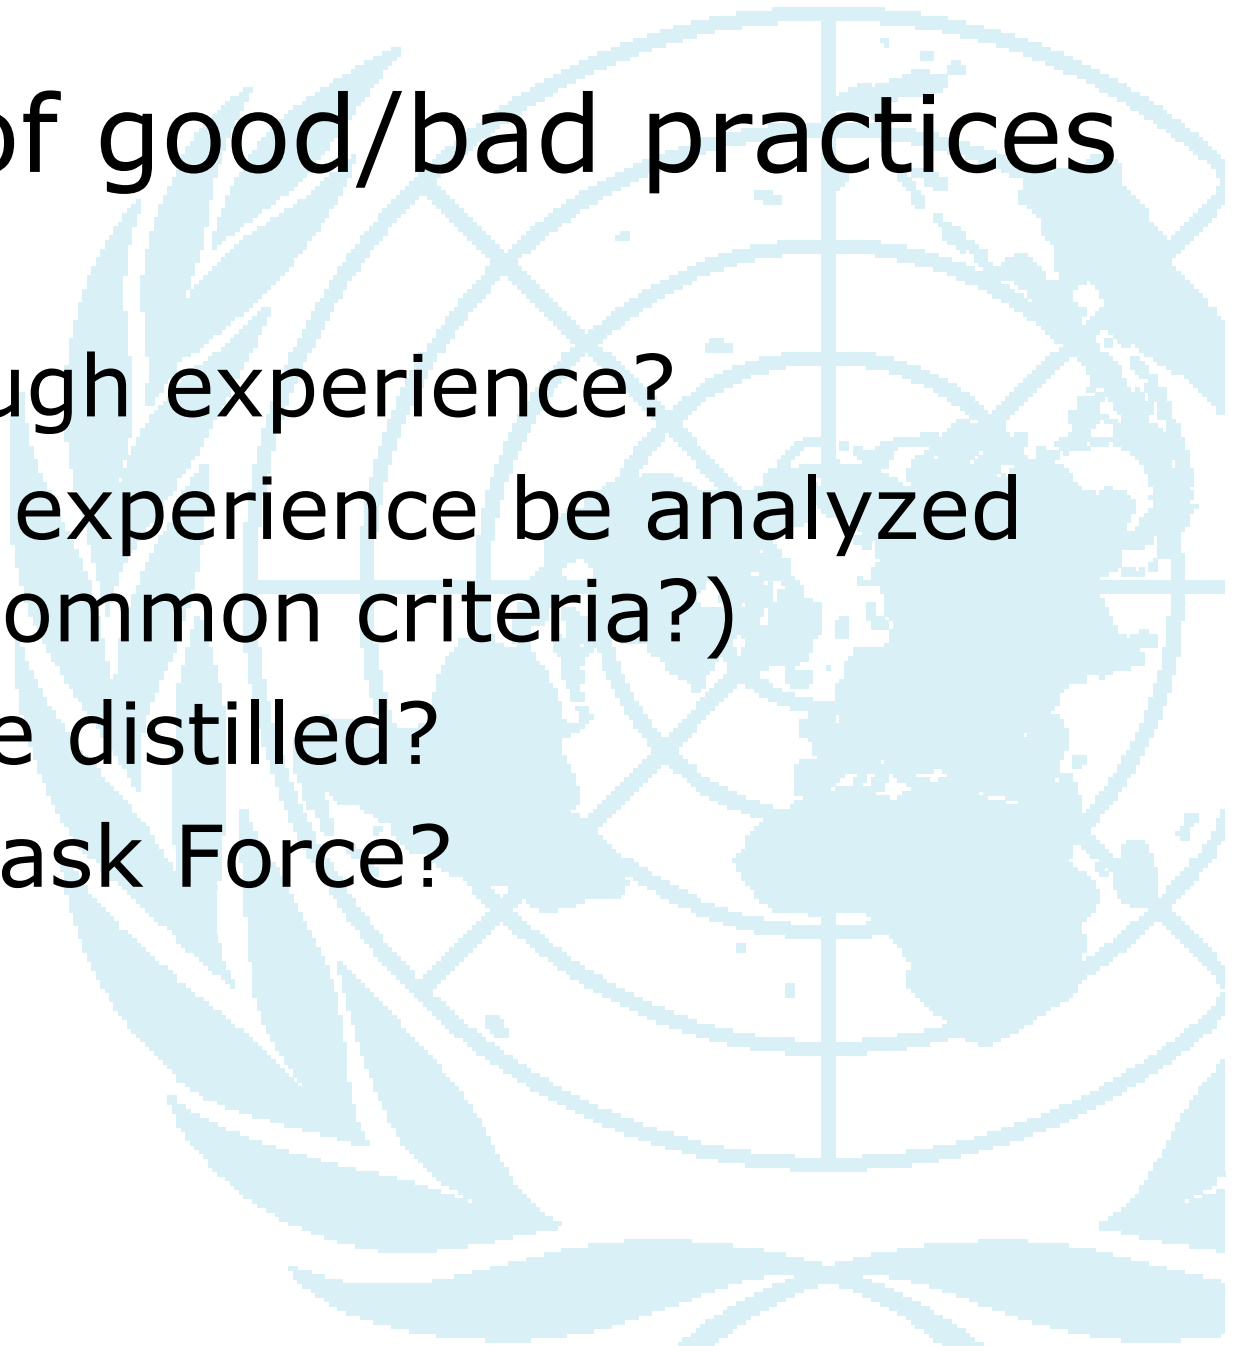 of good/bad practices
ugh experience?
experience be analyzed
ommon criteria?)
e distilled?
ask Force?